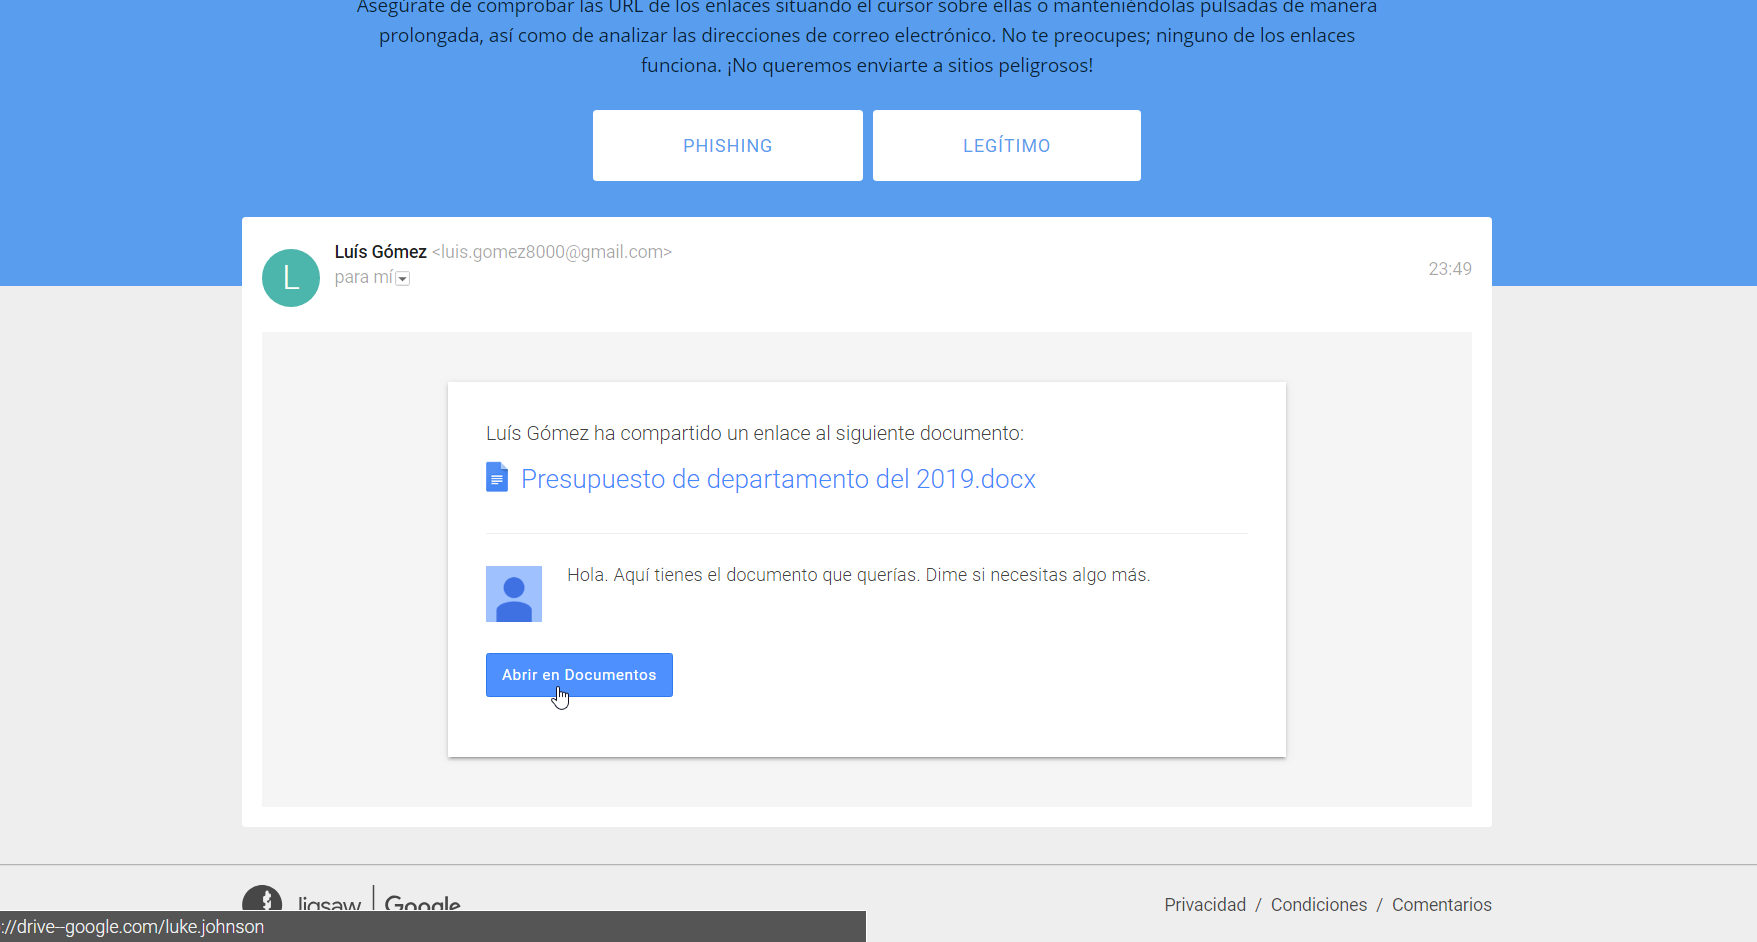 Asegúrate de comprobar las URL de los enlaces situando el cursor sobre ellas o manteniéndolas pulsadas de manera
prolongada, así como de analizar las direcciones de correo electrónico. No te preocupes; ninguno de los enlaces
funciona. ¡No queremos enviarte a sitios peligrosos!
PHISHING
LEGÍTIMO
L
Luís Gómez <luis.gomez8000@gmail.com>
para mí
23:49
Luís Gómez ha compartido un enlace al siguiente documento:
Presupuesto de departamento del 2019.docx
Hola. Aquí tienes el documento que querías. Dime si necesitas algo más.
Abrir en Documentos
Jigsaw | Google
Privacidad / Condiciones / Comentarios
://drive--google.com/luke.johnson